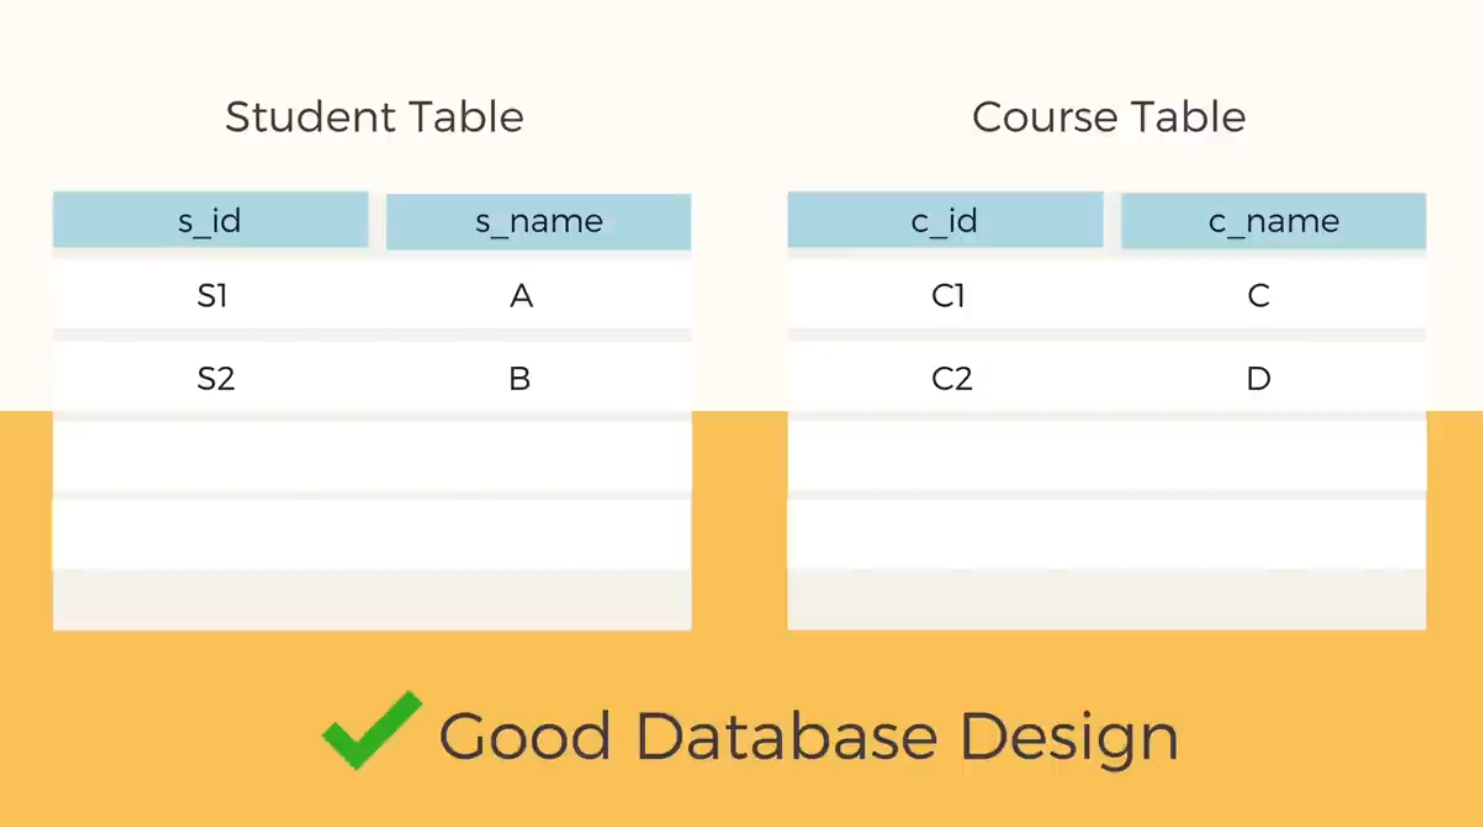 Student Table
s_id s_name
S1 A
S2 B
Course Table
c_id c_name
C1 C
C2 D
Good Database Design